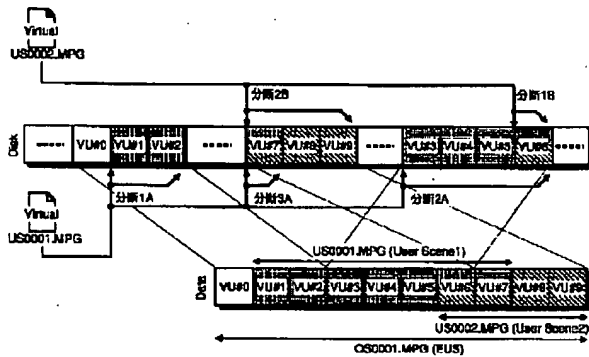 Virtual
US0002.MPG
分断2B
分断1B
Disk
-----
VU#0
VU#1
VU#2
-----
VU#7
VU#8
VU#9
-----
VU#3
VU#4
VU#5
VU#6
-----
Virtual
US0001.MPG
分断1A
分断3A
分断2A
US0001.MPG (User Scene1)
Data
VU#0
VU#1
VU#2
VU#3
VU#4
VU#5
VU#6
VU#7
VU#8
VU#9
US0002.MPG (User Scene2)
OS0001.MPG (EUS)